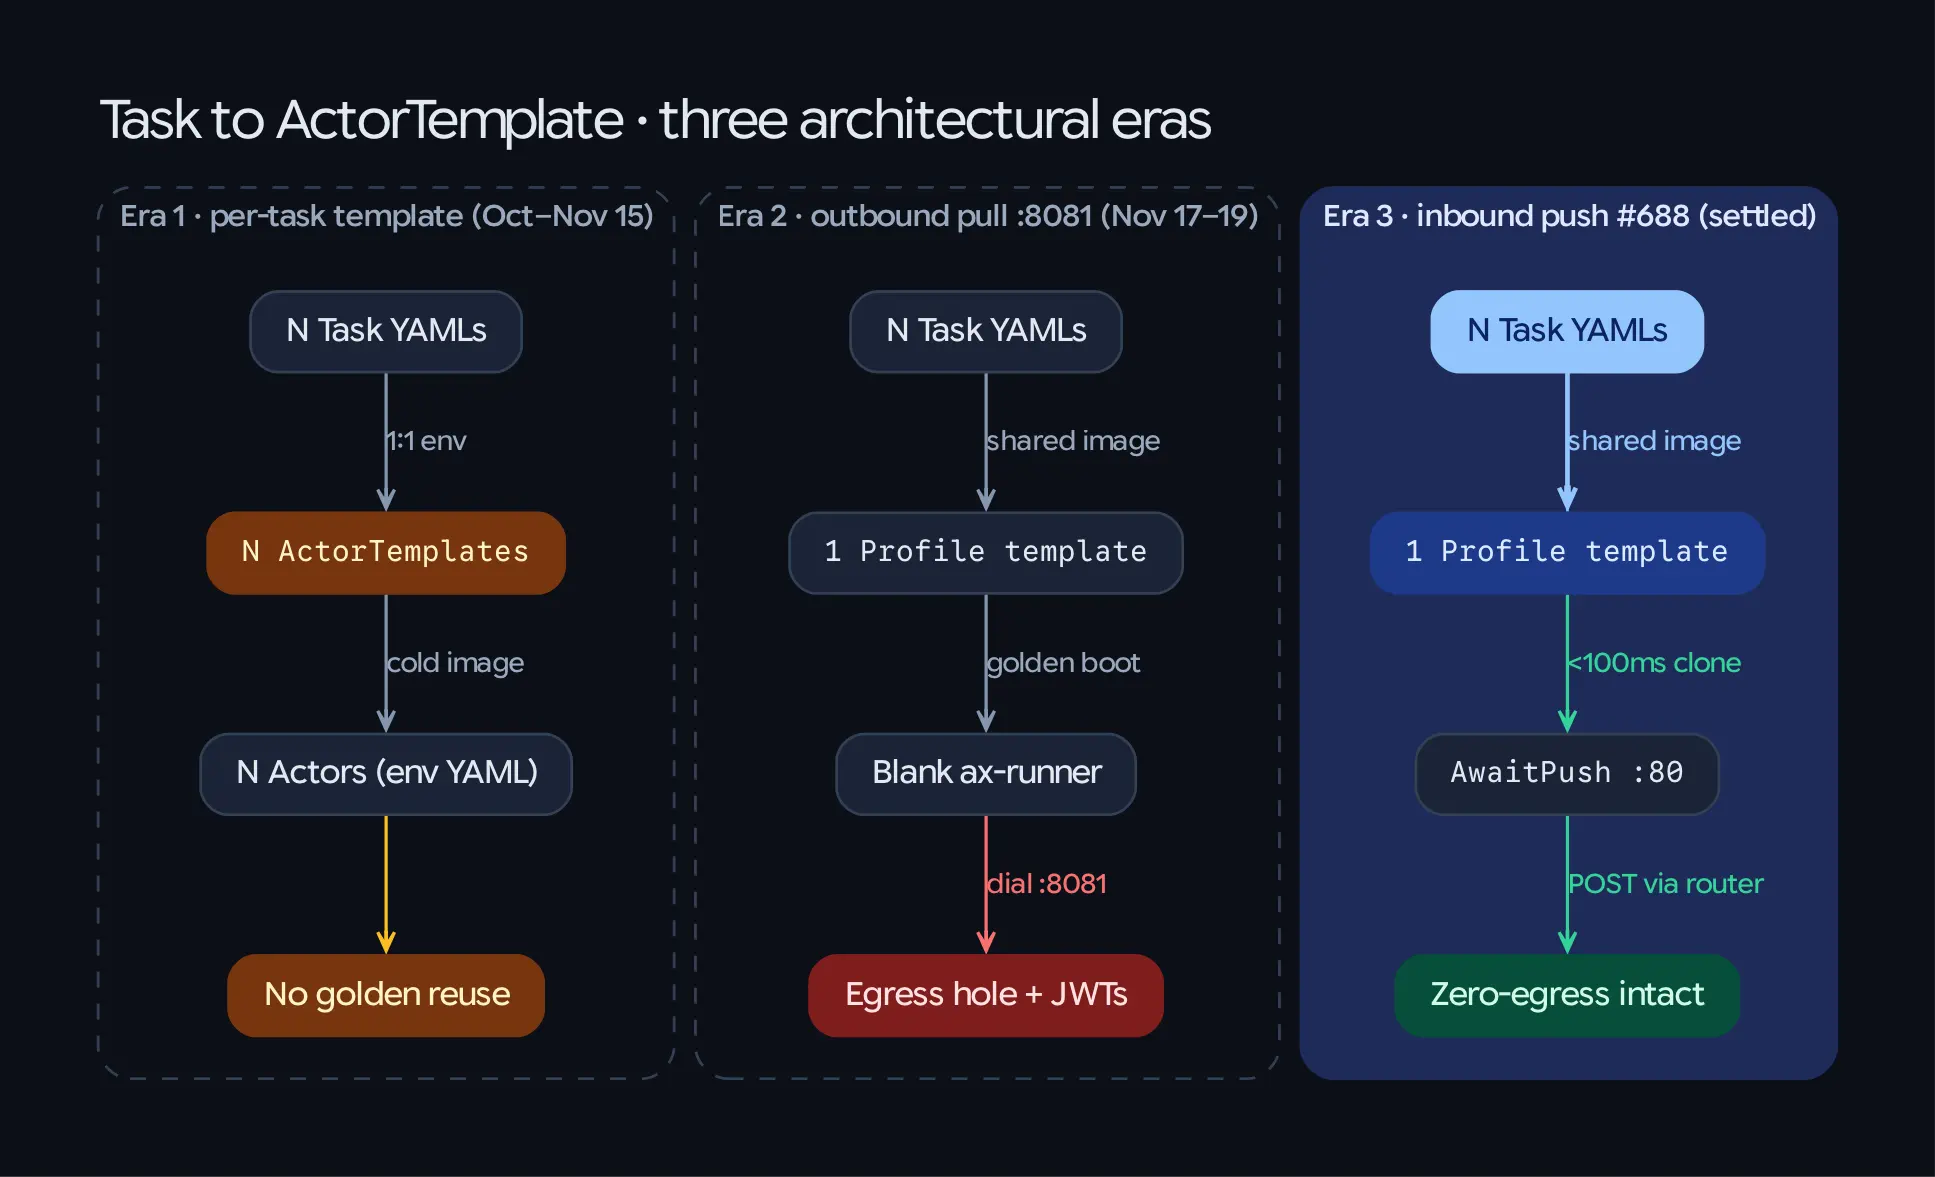 Task to ActorTemplate · three architectural eras
Era 1 · per-task template (Oct–Nov 15)
N Task YAMLs
1:1 env
N ActorTemplates
cold image
N Actors (env YAML)
No golden reuse
Era 2 · outbound pull :8081 (Nov 17–19)
N Task YAMLs
shared image
1 Profile template
golden boot
Blank ax-runner
dial :8081
Egress hole + JWTs
Era 3 · inbound push #688 (settled)
N Task YAMLs
shared image
1 Profile template
<100ms clone
AwaitPush :80
POST via router
Zero-egress intact